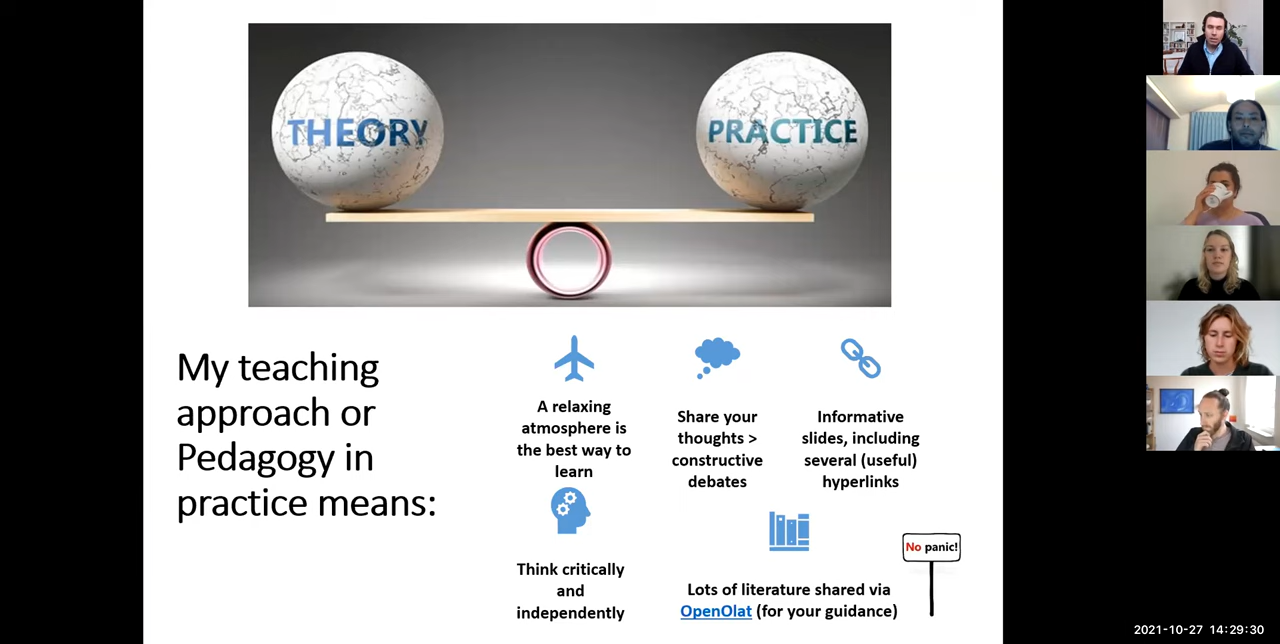 THEORY
PRACTICE
My teaching
approach or
Pedagogy in
practice means:
A relaxing
atmosphere is
the best way to
learn
Share your
thoughts >
constructive
debates
Informative
slides, including
several (useful)
hyperlinks
Think critically
and
independently
Lots of literature shared via
OpenOlat (for your guidance)
No panic!
2021-10-27 14:29:30